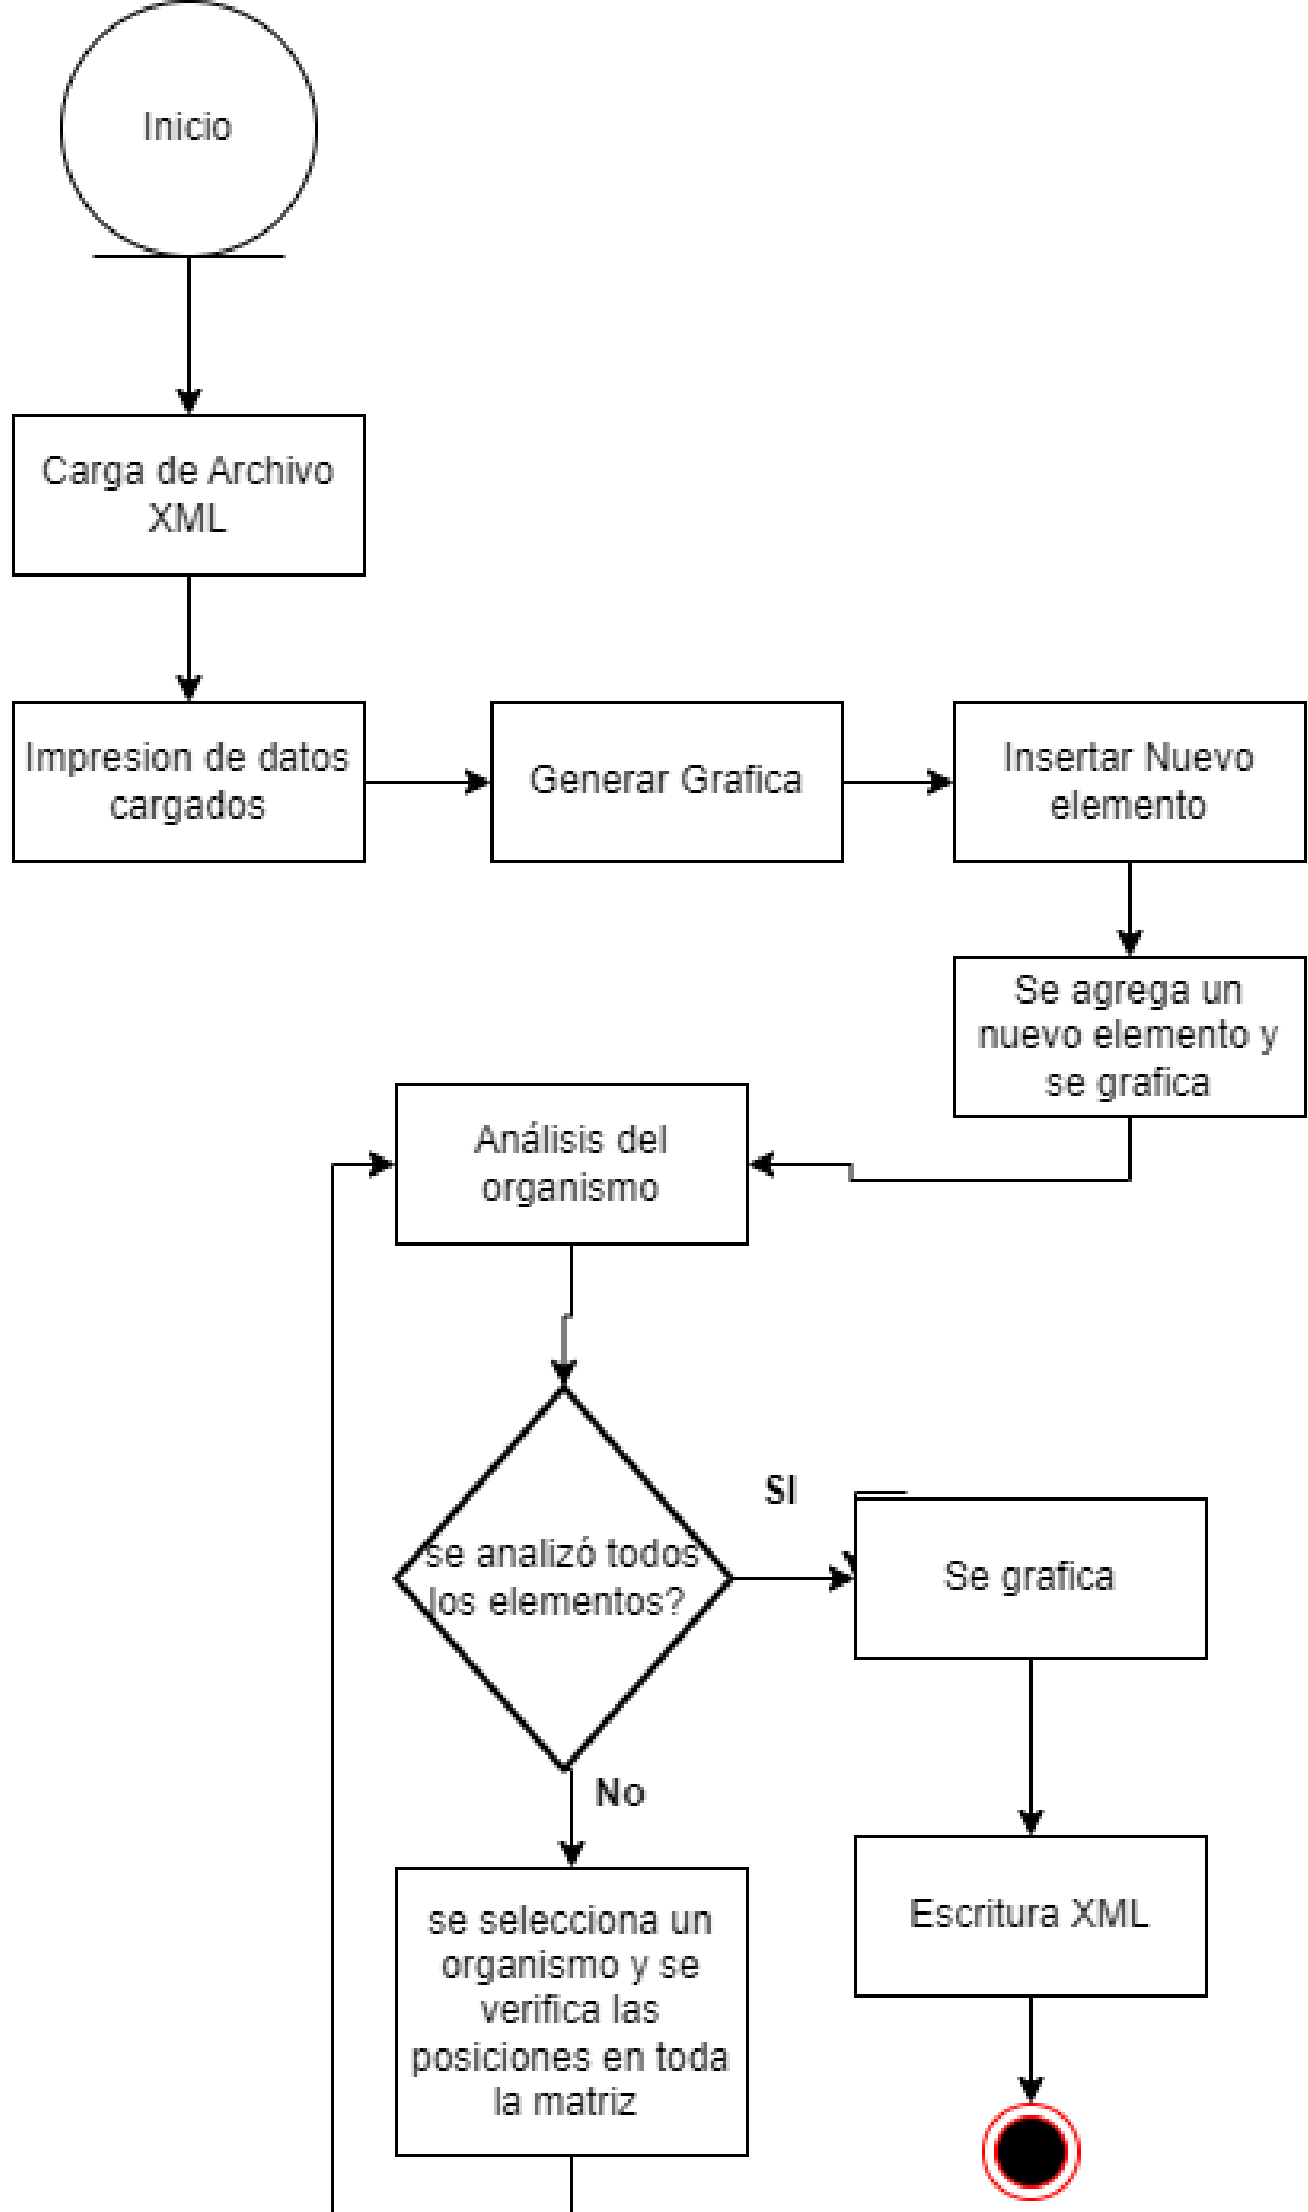 Inicio
Carga de Archivo
XML
Impresion de datos
cargados
Generar Grafica
Insertar Nuevo
elemento
Se agrega un
nuevo elemento y
se grafica
Análisis del
organismo
se analizó todos
los elementos?
SI
Se grafica
No
se selecciona un
organismo y se
verifica las
posiciones en toda
la matriz
Escritura XML